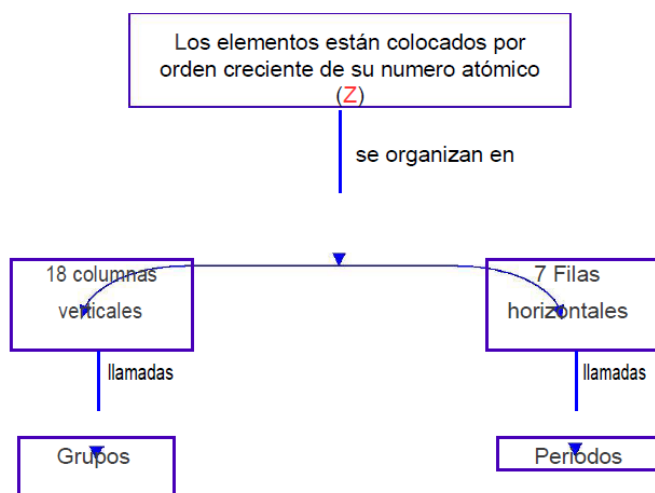 Los elementos están colocados por
orden creciente de su numero atómico
(Z)
se organizan en
18 columnas
verticales
7 Filas
horizontales
llamadas
llamadas
Grupos
Periodos